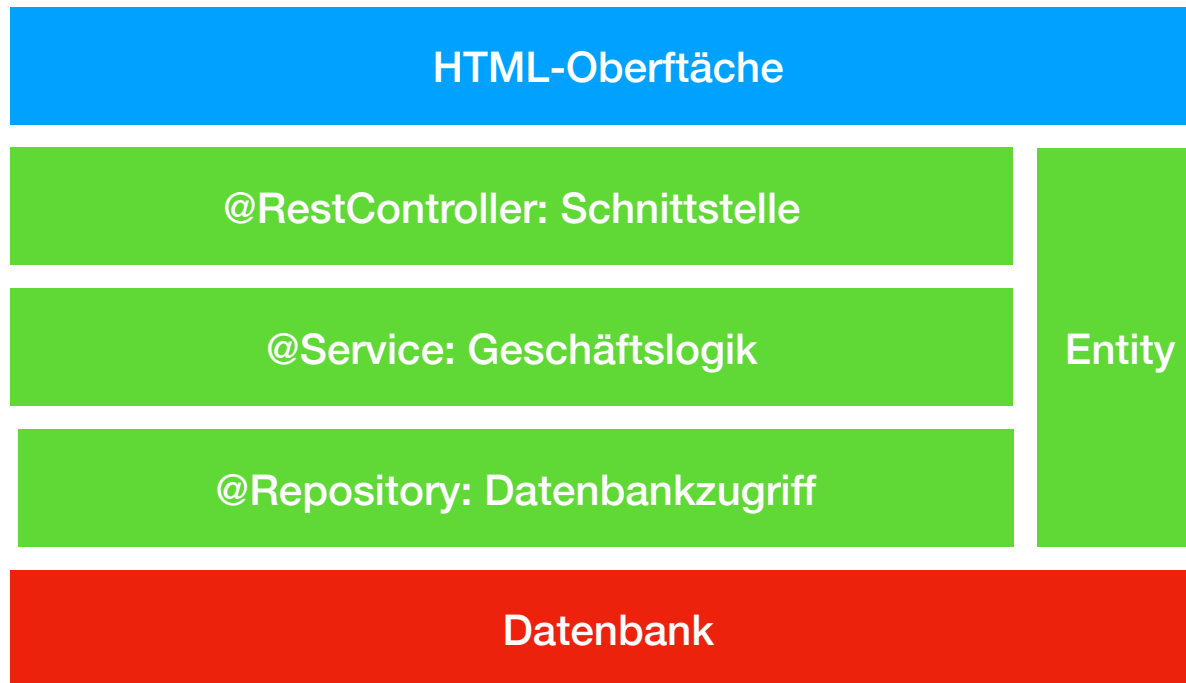 HTML-Oberftäche
@RestController: Schnittstelle
@Service: Geschäftslogik
Entity
@Repository: Datenbankzugriff
Datenbank